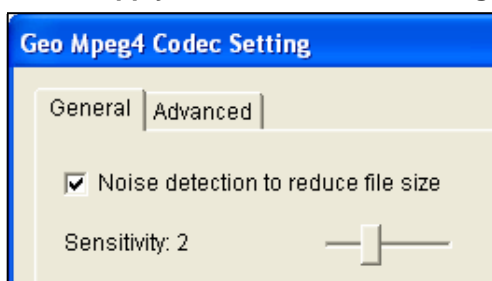 Geo Mpeg4 Codec Setting
General Advanced
Noise detection to reduce file size
Sensitivity: 2